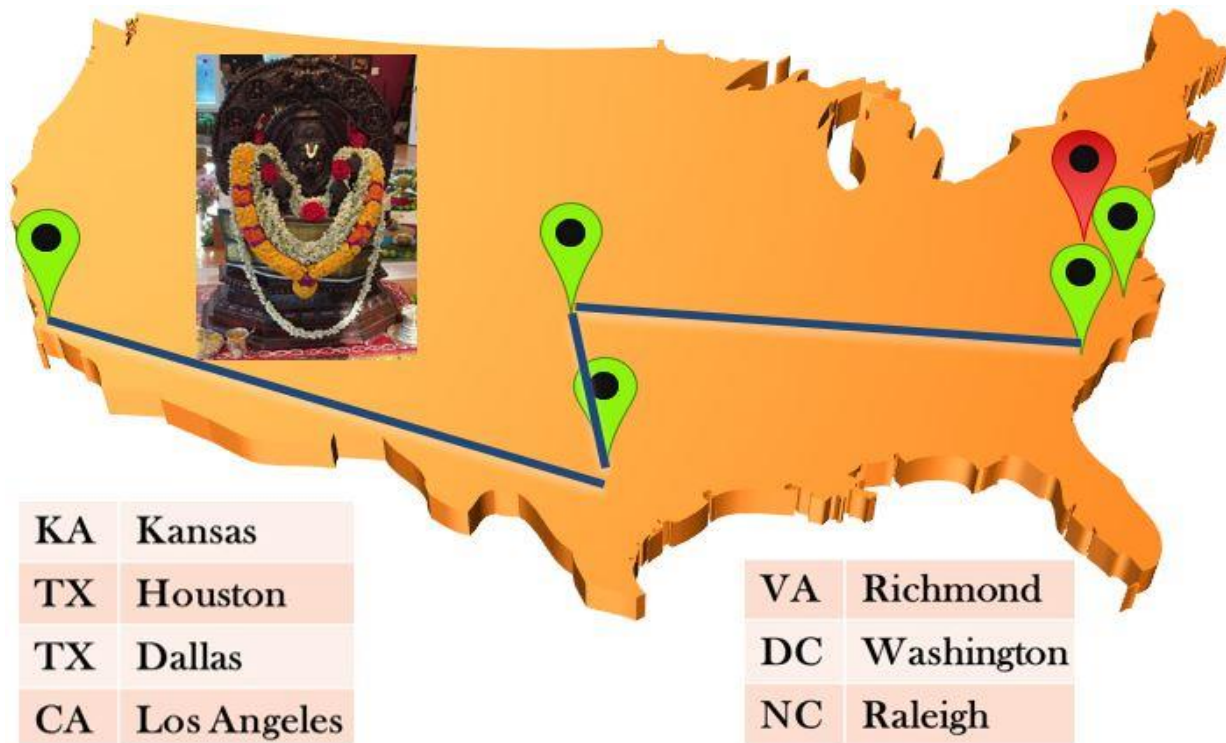 KA Kansas
TX Houston
TX Dallas
CA Los Angeles
VA Richmond
DC Washington
NC Raleigh